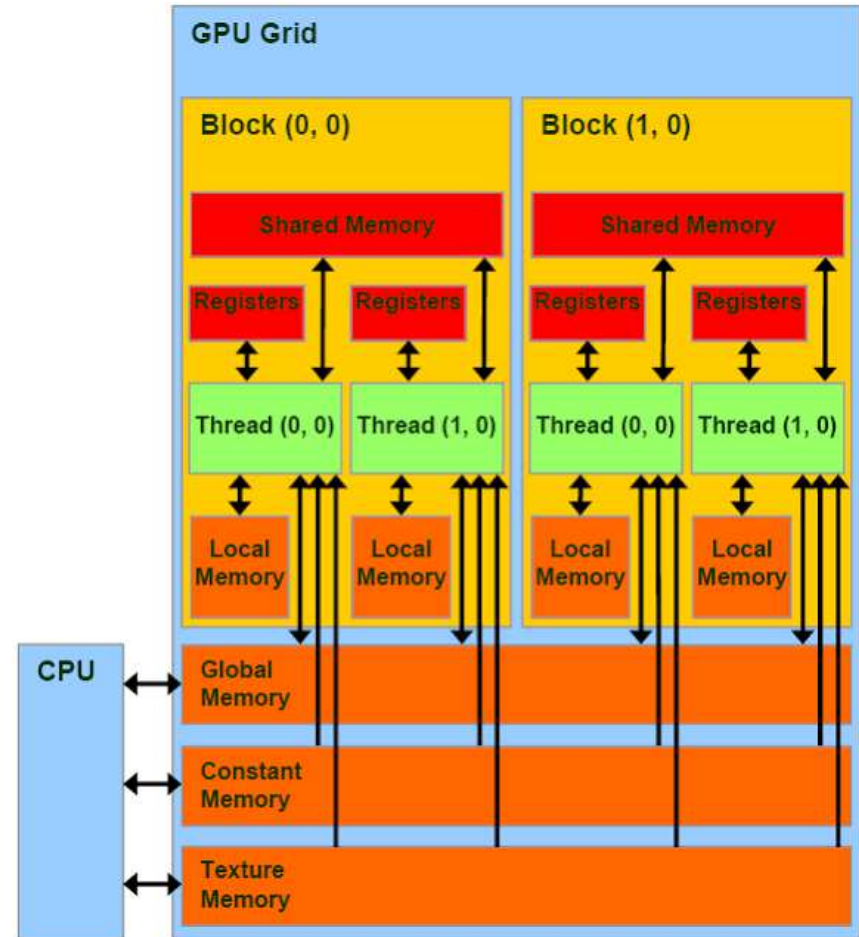 GPU Grid
Block (0, 0)
Block (1, 0)
Shared Memory
Shared Memory
Registers
Registers
Registers
Registers
Thread (0, 0)
Thread (1, 0)
Thread (0, 0)
Thread (1, 0)
Local
Memory
Local
Memory
Local
Memory
Local
Memory
CPU
Global
Memory
Constant
Memory
Texture
Memory